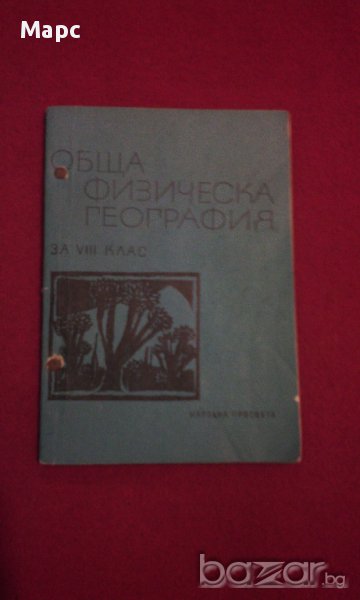 Марс
ОБЩА
ФИЗИЧЕСКА
ГЕОГРАФИЯ
ЗА VIII КЛАС
НАРОДНА ПРОСВЕТА
bazar.bg